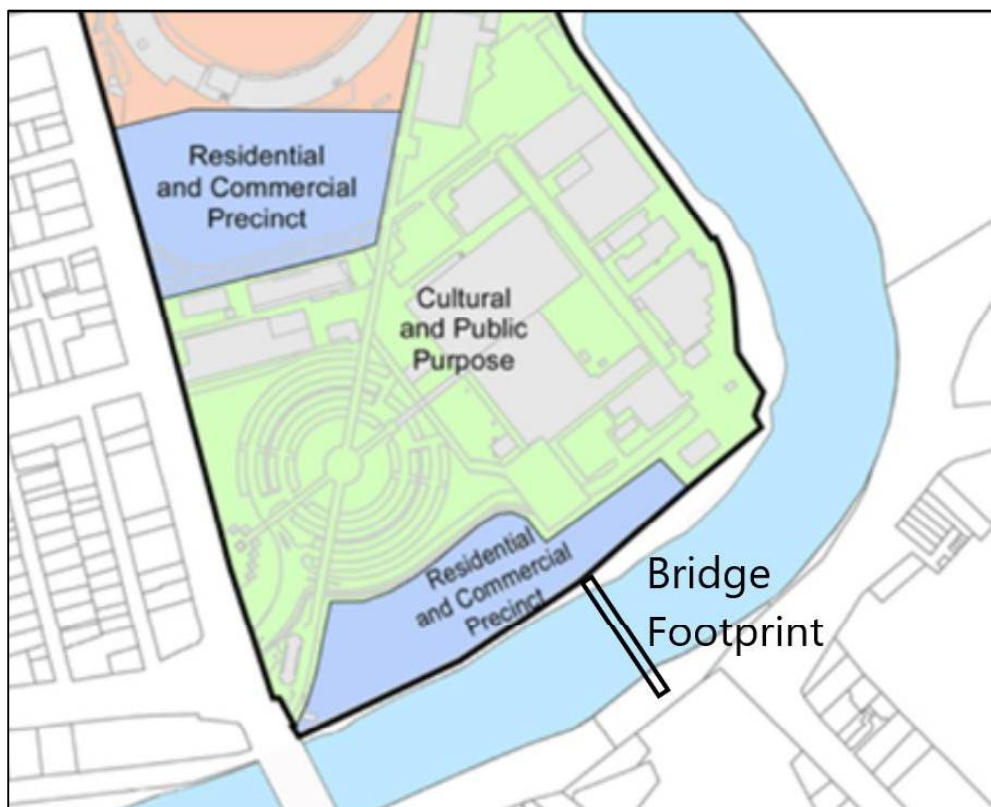 Residential
and Commercial
Precinct
Cultural
and Public
Purpose
Residential
and Commercial
Precinct
Bridge
Footprint